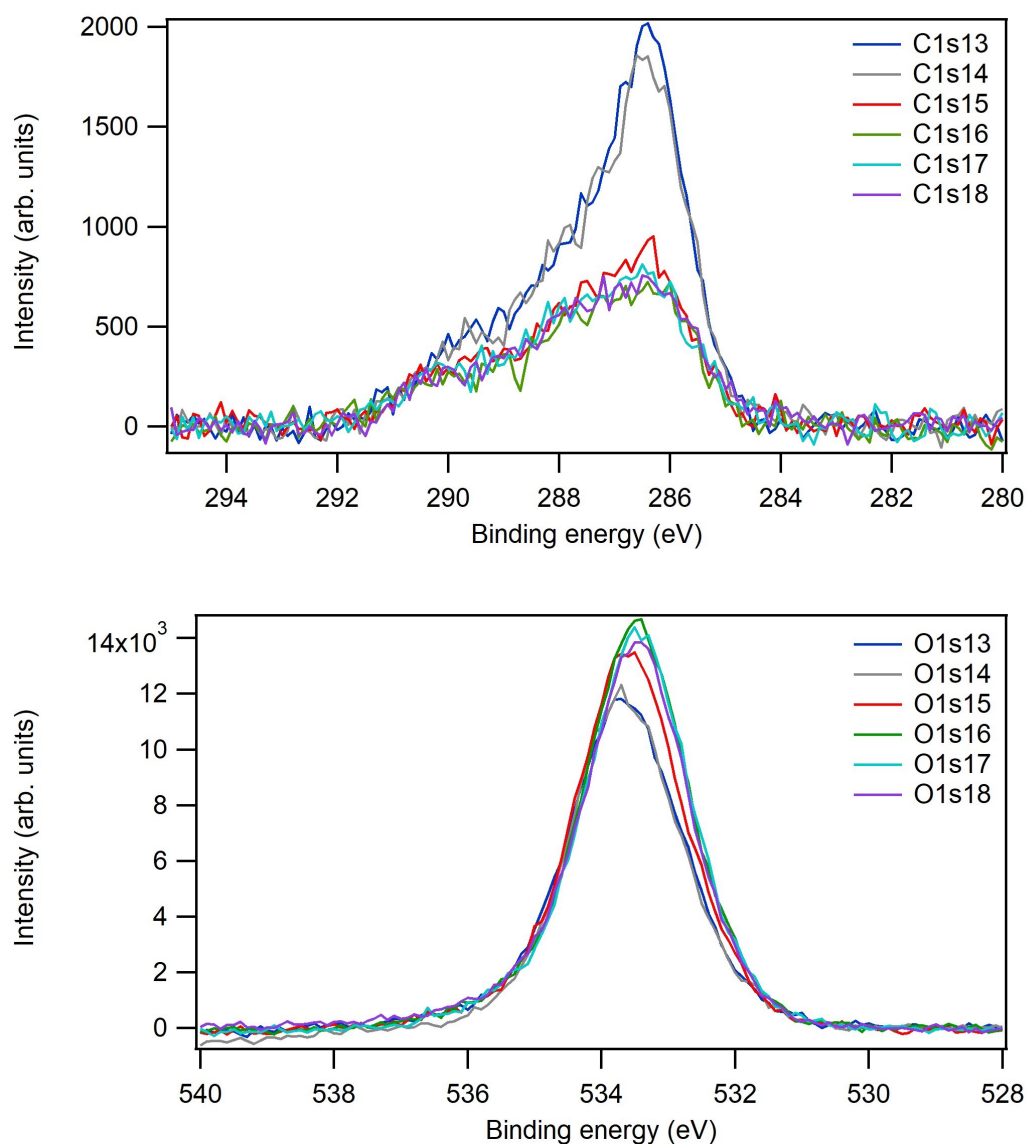 2000
1500
1000
500
0
Intensity (arb. units)
C1s13
C1s14
C1s15
C1s16
C1s17
C1s18
294 292 290 288 286 284 282 280
Binding energy (eV)
14x10³
12
10
8
6
4
2
0
Intensity (arb. units)
O1s13
O1s14
O1s15
O1s16
O1s17
O1s18
540 538 536 534 532 530 528
Binding energy (eV)